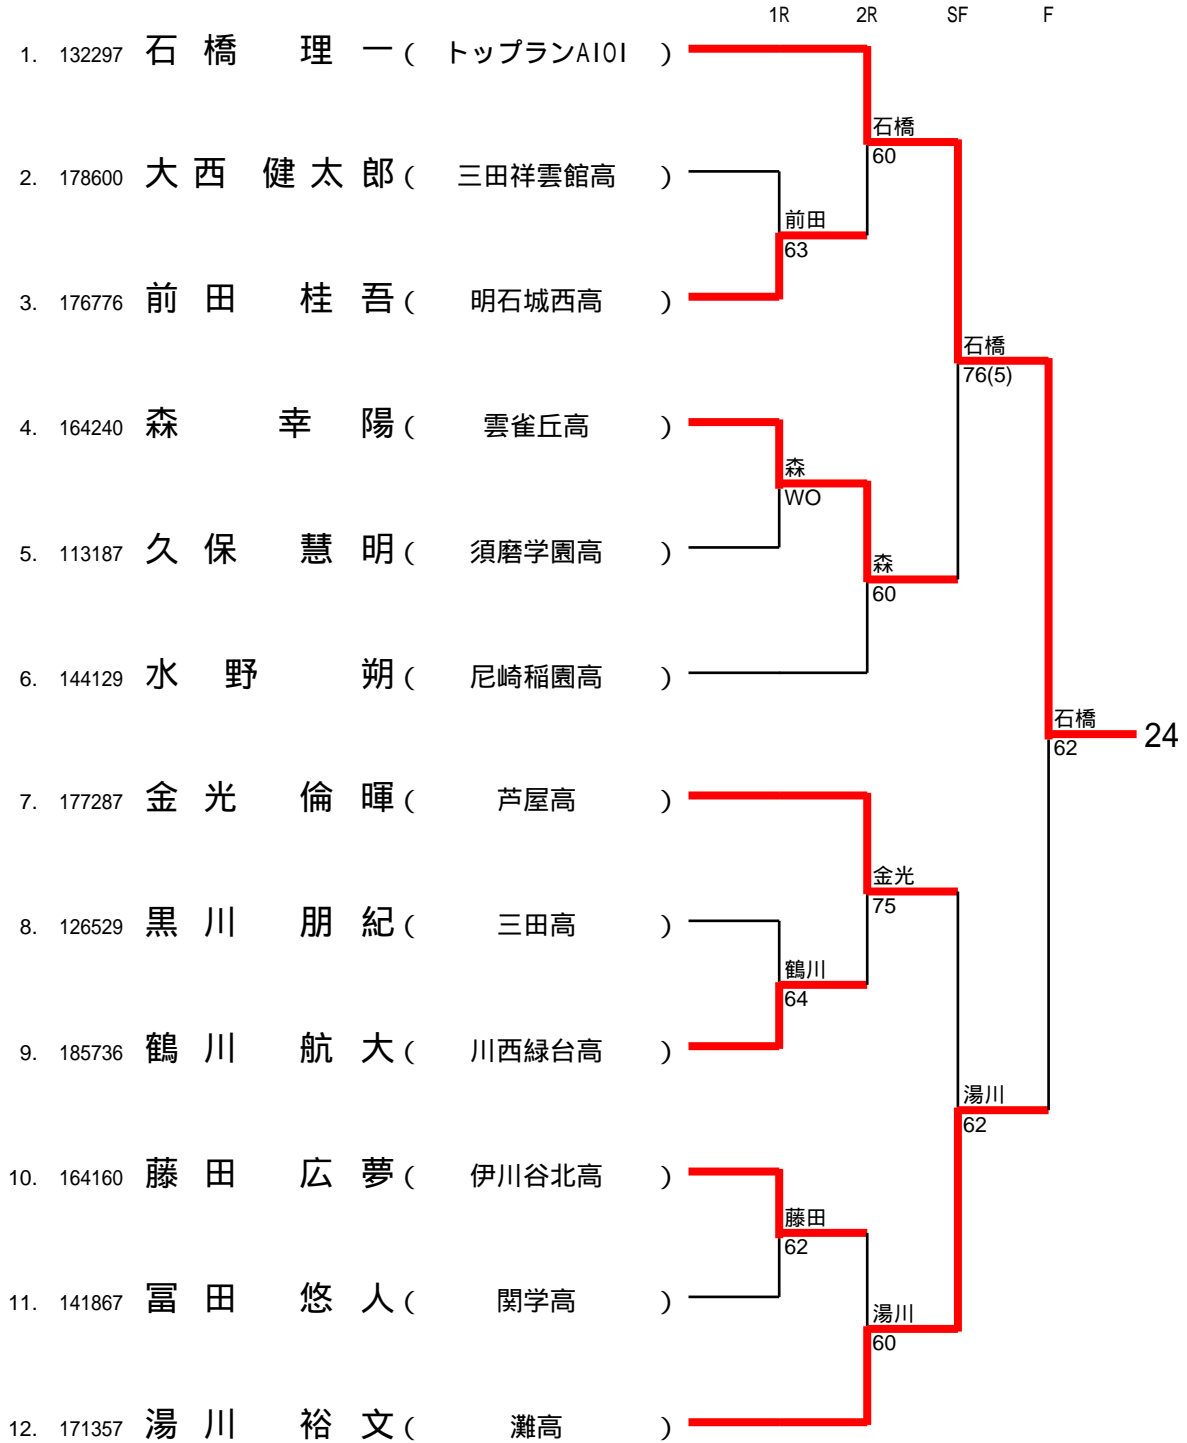 1R 2R SF F
1. 132297 石橋 理一 ( トップランAIOI )
石橋
60
2. 178600 大西 健太郎 ( 三田祥雲館高 )
前田
63
3. 176776 前田 桂吾 ( 明石城西高 )
石橋
76(5)
4. 164240 森 幸陽 ( 雲雀丘高 )
森
WO
5. 113187 久保 慧明 ( 須磨学園高 )
森
60
6. 144129 水野 朔 ( 尼崎稲園高 )
石橋
62
24
7. 177287 金光 倫暉 ( 芦屋高 )
金光
75
8. 126529 黒川 朋紀 ( 三田高 )
鶴川
64
9. 185736 鶴川 航大 ( 川西緑台高 )
湯川
62
10. 164160 藤田 広夢 ( 伊川谷北高 )
藤田
62
11. 141867 冨田 悠人 ( 関学高 )
湯川
60
12. 171357 湯川 裕文 ( 灘高 )